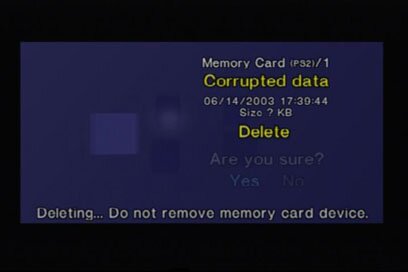 Memory Card (PS2)/1
Corrupted data
06/14/2003 17:39:44
Size ? KB
Delete
Are you sure?
Yes No
Deleting... Do not remove memory card device.